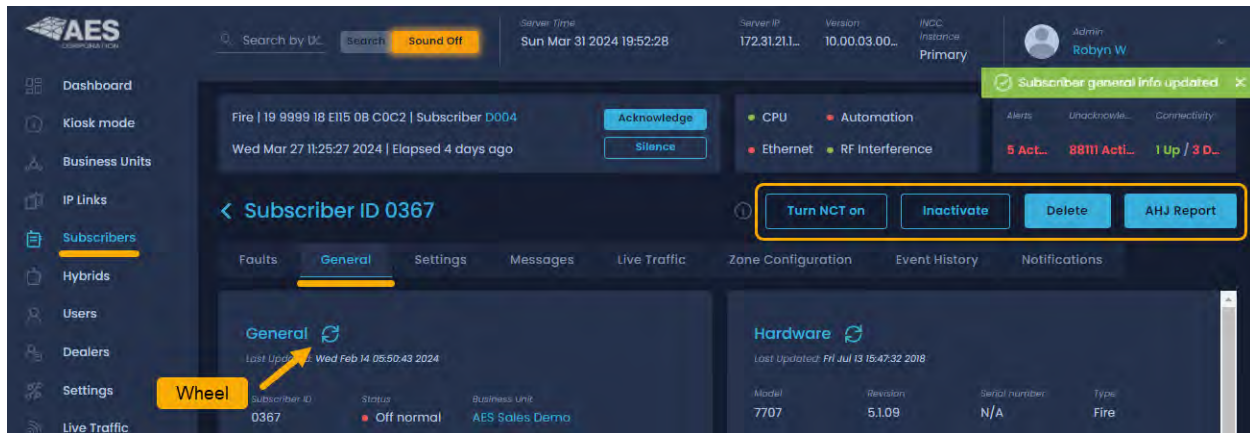 AES
CORPORATION
Search by
Search
Sound Off
Server Time
Sun Mar 31 2024 19:52:28
Server IP
172.31.21.1...
Version
10.00.03.00...
INCC
Instance
Primary
Admin
Robyn W
Subscriber general info updated
Dashboard
Kiosk mode
Business Units
IP Links
Subscribers
Hybrids
Users
Dealers
Settings
Live Traffic
Fire | 19 9999 18 E115 0B C0C2 | Subscriber D004
Wed Mar 27 11:25:27 2024 | Elapsed 4 days ago
Acknowledge
Silence
CPU
Automation
Ethernet
RF Interference
Alerts
Unacknowle...
Connectivity
5 Act...
88111 Acti...
1 Up / 3 D...
Subscriber ID 0367
Turn NCT on
Inactivate
Delete
AHJ Report
Faults
General
Settings
Messages
Live Traffic
Zone Configuration
Event History
Notifications
General
Last Updated: Wed Feb 14 05:50:43 2024
Wheel
Subscriber ID
0367
Status
Off normal
Business Unit
AES Sales Demo
Hardware
Last Updated: Fri Jul 13 15:47:32 2018
Model
7707
Revision
5.1.09
Serial number
N/A
Type
Fire